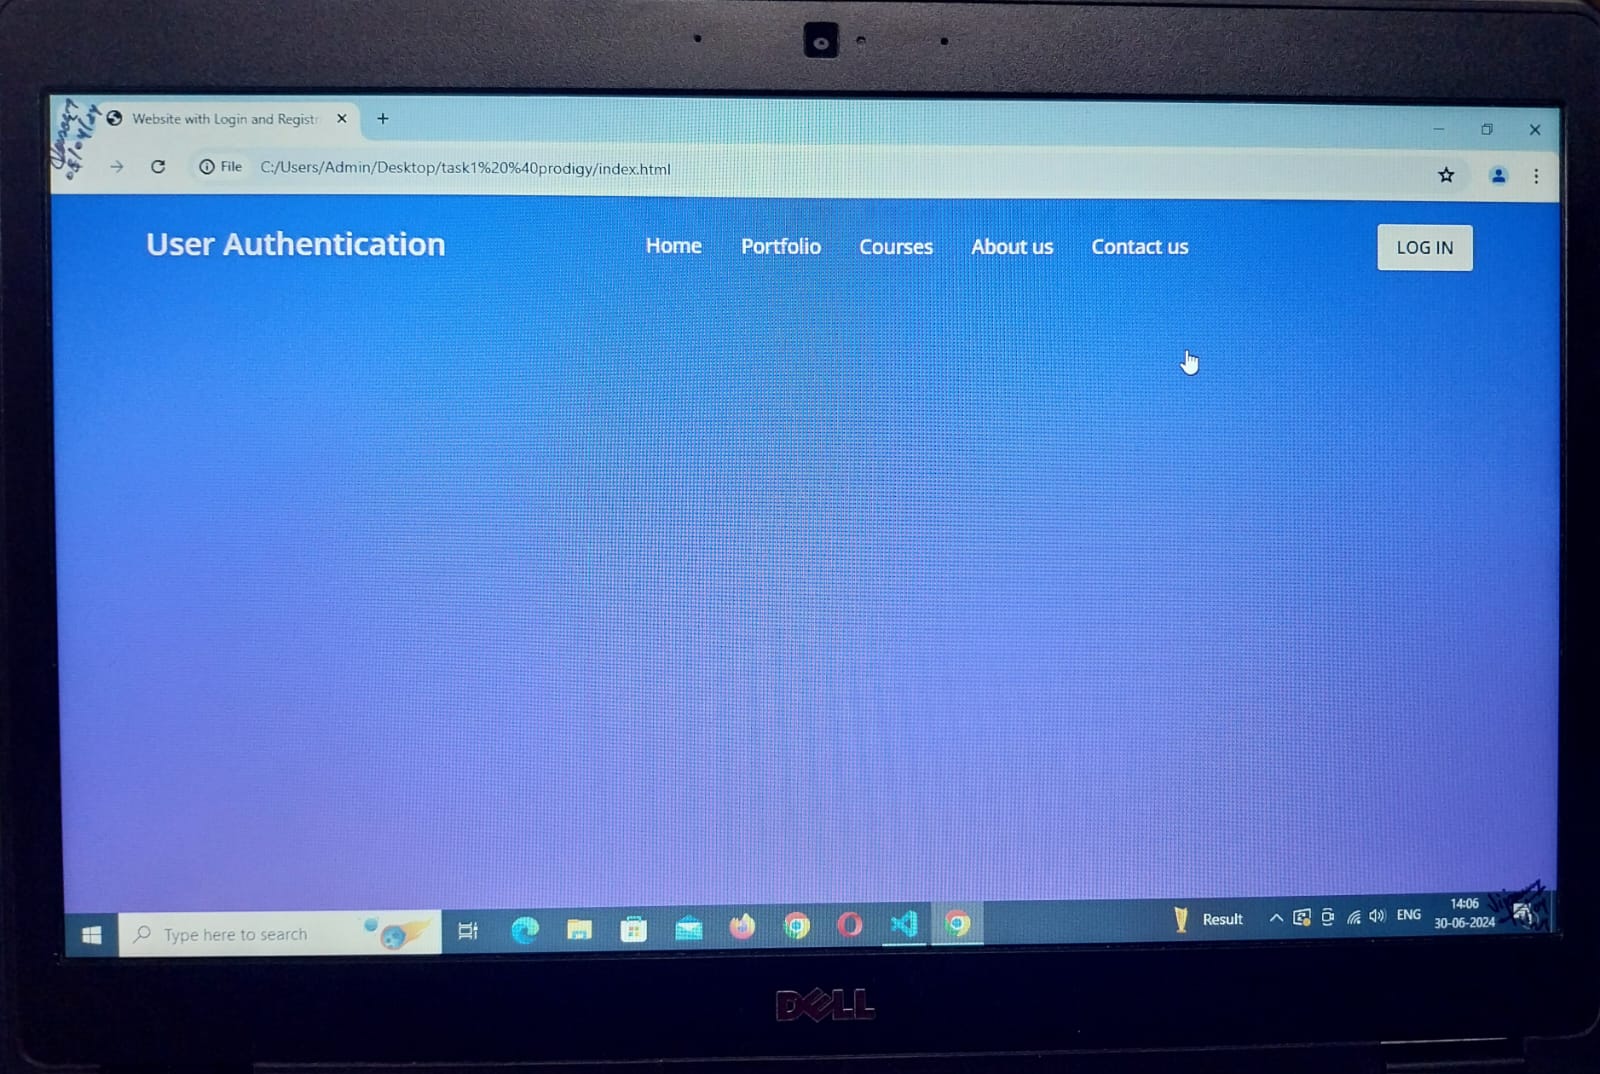 Website with Login and Regist
File C:/Users/Admin/Desktop/task1%20%40prodigy/index.html
User Authentication Home Portfolio Courses About us Contact us LOG IN
Type here to search Result ENG 14:06
30-06-2024
DELL